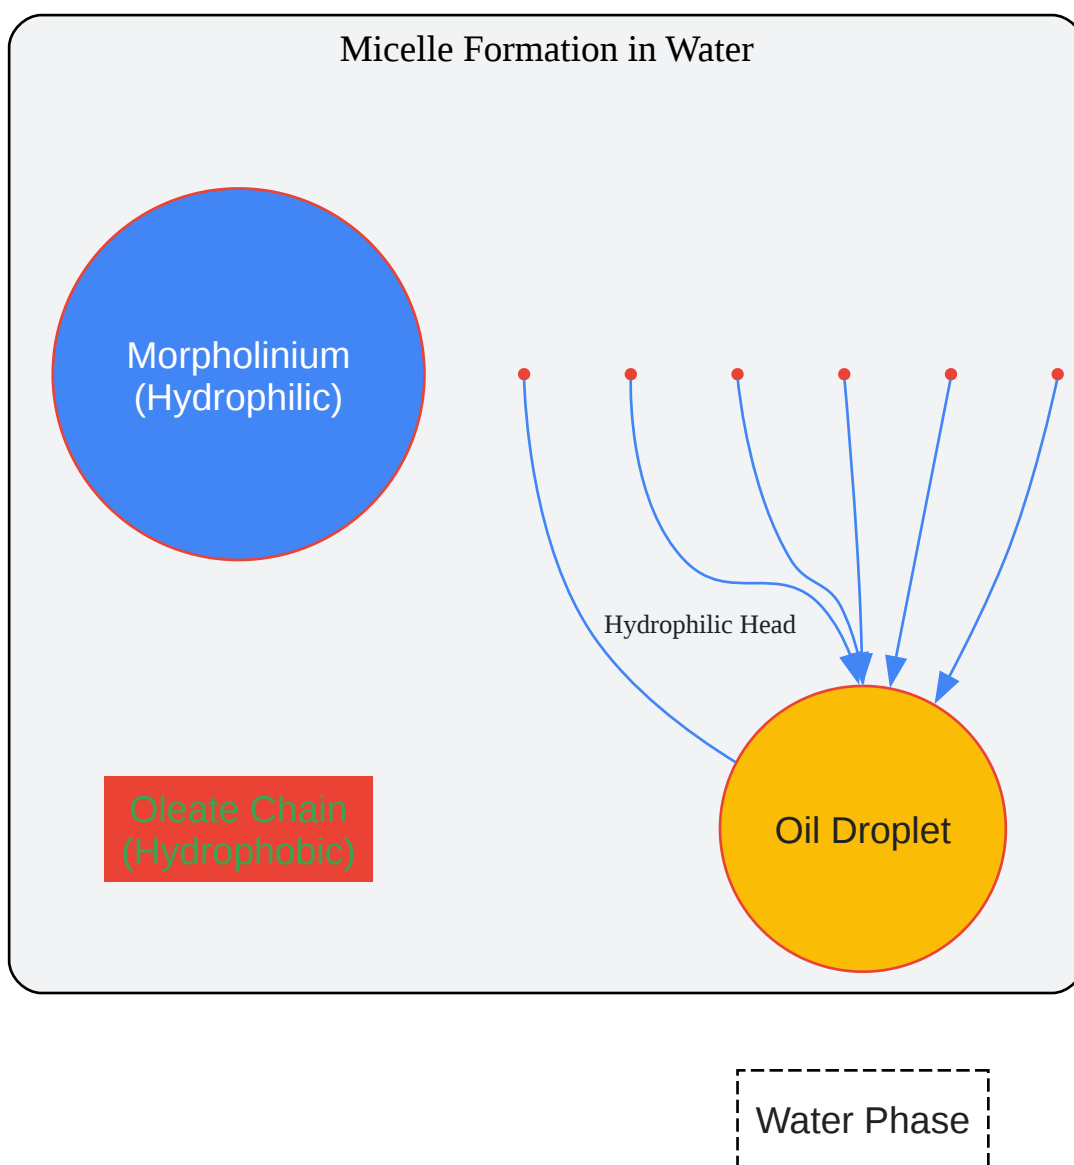 Micelle Formation in Water
Morpholinium
(Hydrophilic)
Hydrophilic Head
Oleate Chain
(Hydrophobic)
Oil Droplet
Water Phase